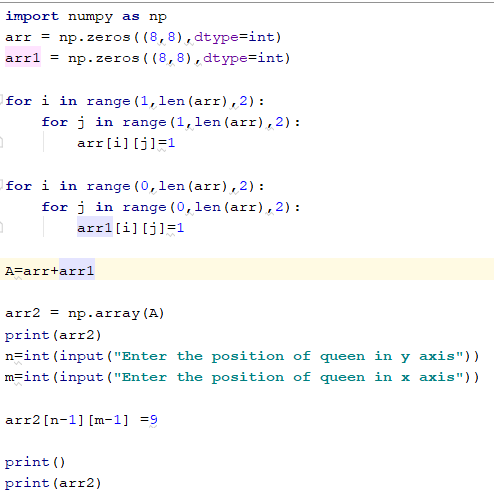 import numpy as np
arr = np.zeros((8,8),dtype=int)
arr1 = np.zeros((8,8),dtype=int)
for i in range(1,len(arr),2):
    for j in range(1,len(arr),2):
        arr[i][j]=1
for i in range(0,len(arr),2):
    for j in range(0,len(arr),2):
        arr1[i][j]=1
A=arr+arr1
arr2 = np.array(A)
print(arr2)
n=int(input("Enter the position of queen in y axis"))
m=int(input("Enter the position of queen in x axis"))
arr2[n-1][m-1] =9
print()
print(arr2)